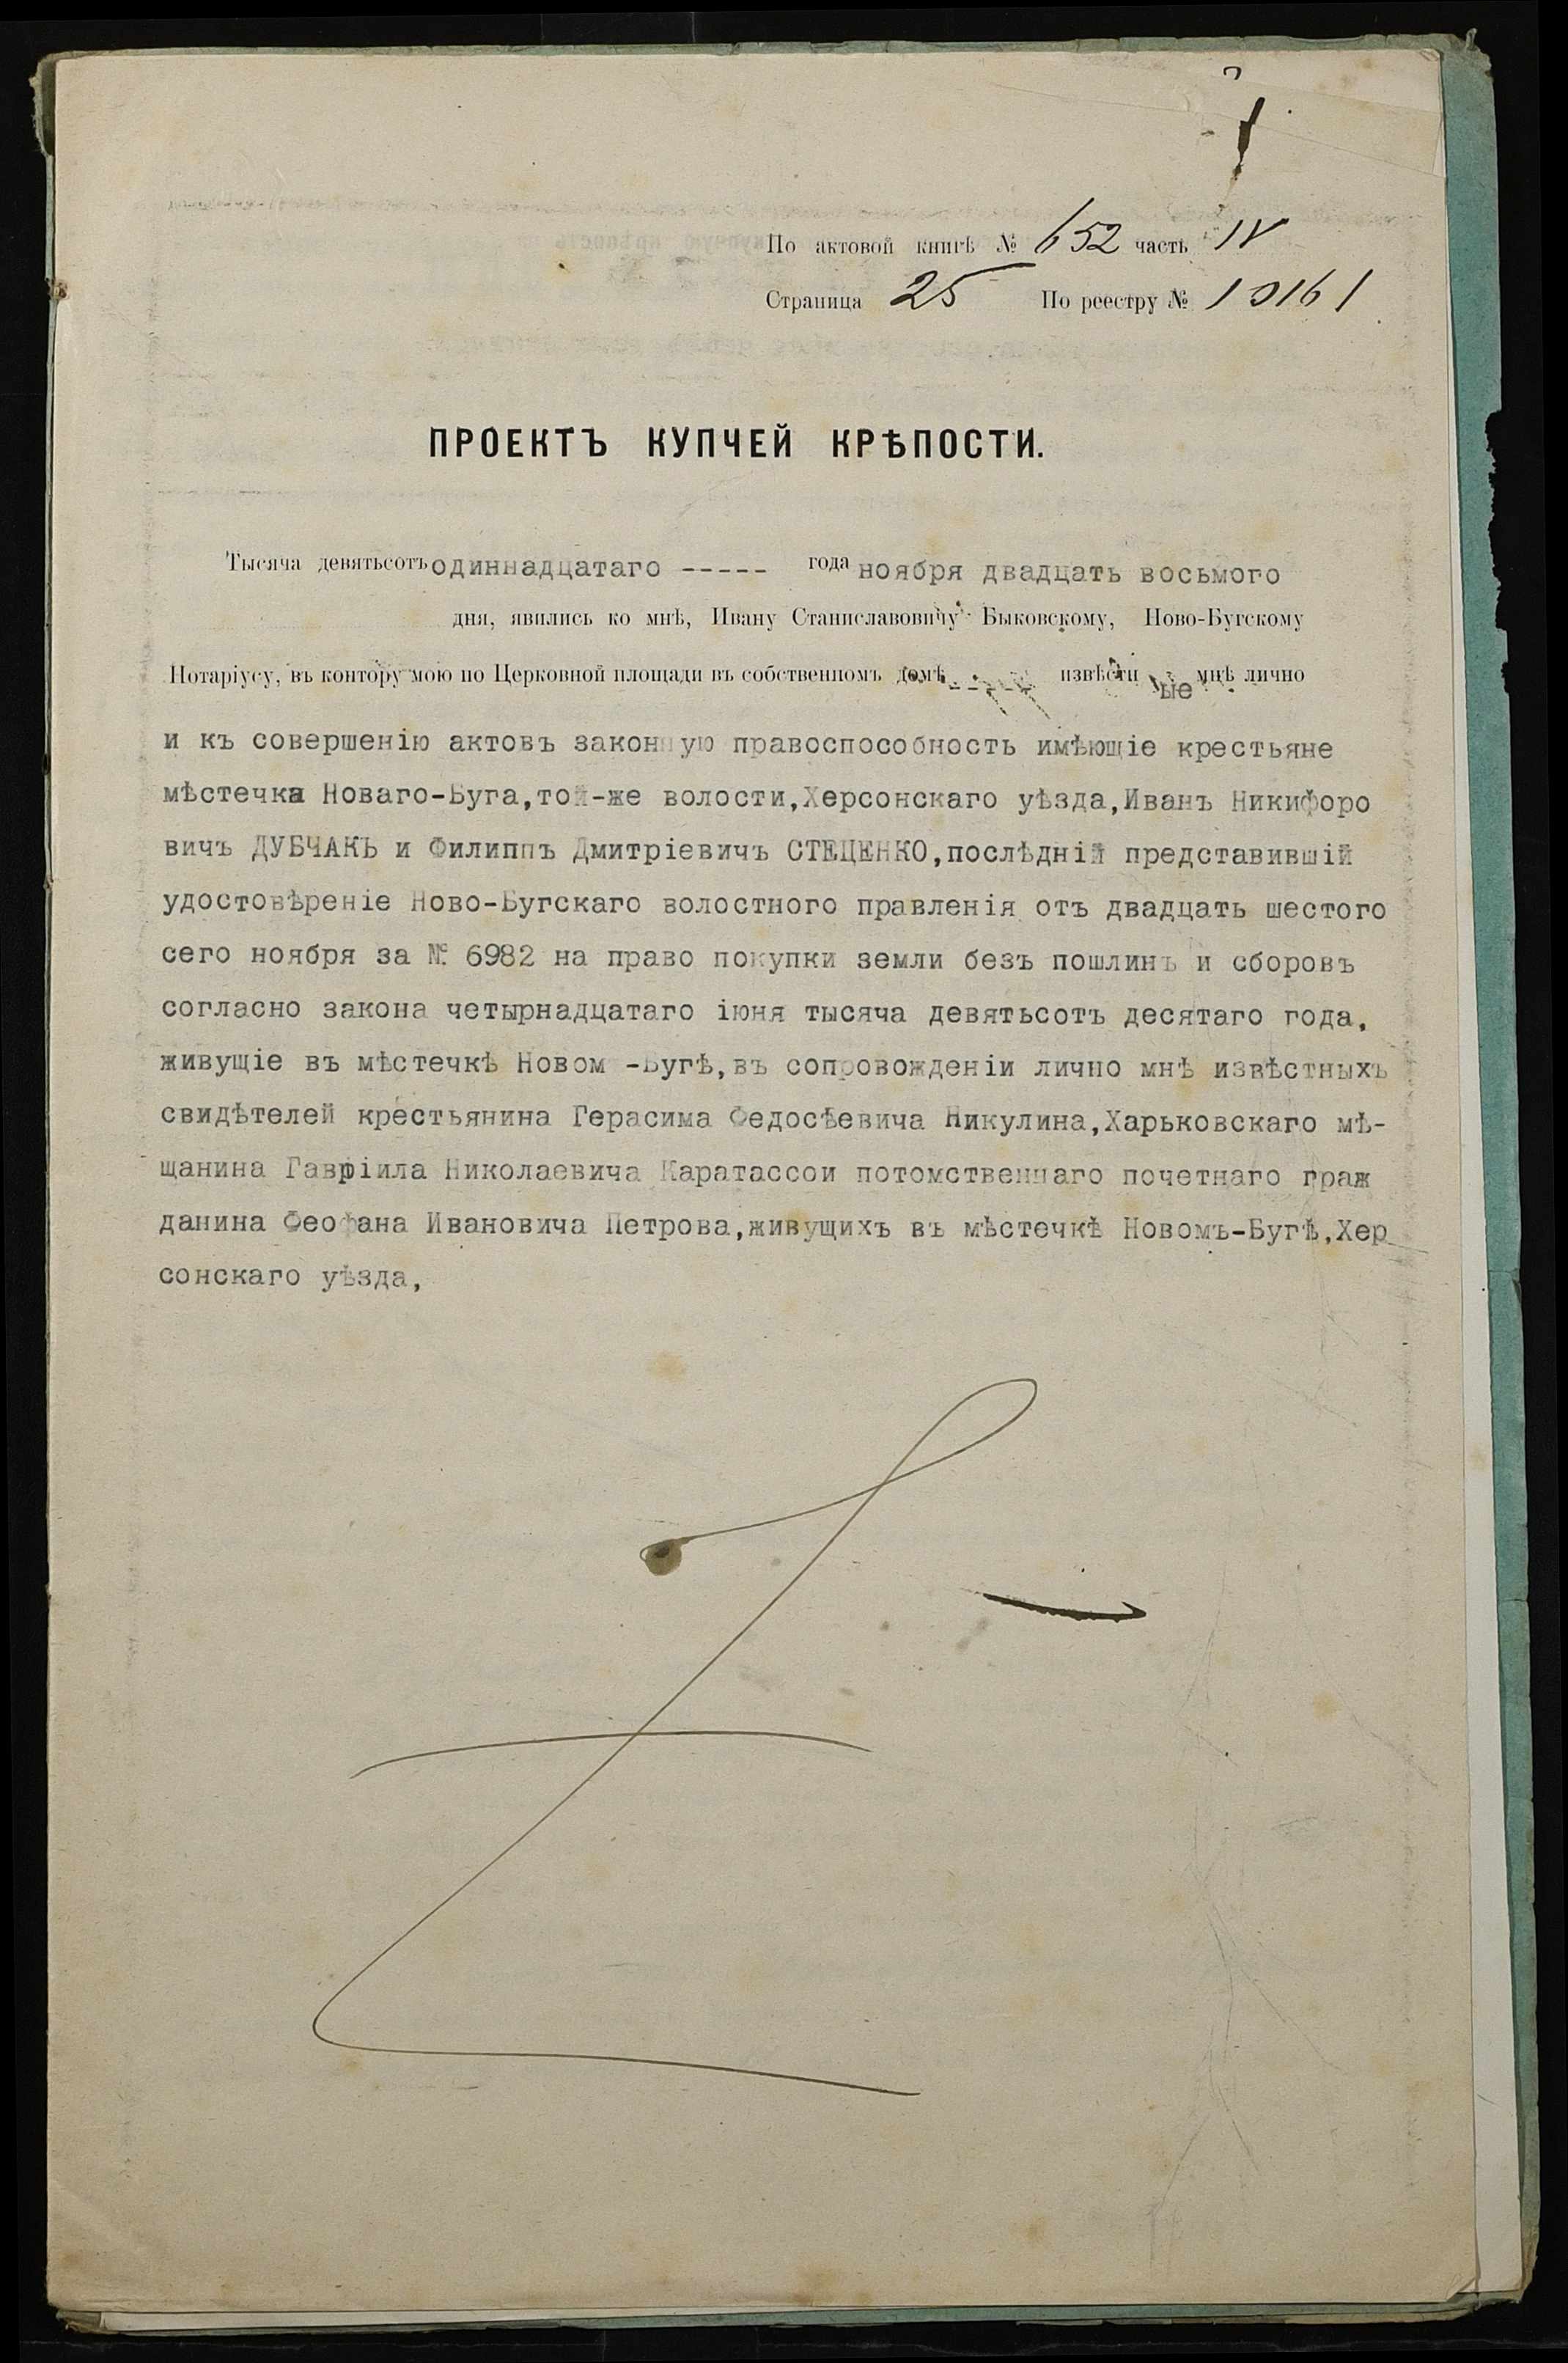 1
По актовой книгѣ № 652 часть IV
Страница 25 По реестру № 10161
ПРОЕКТЪ КУПЧЕЙ КРѢПОСТИ.
Тысяча девятьсотъ одиннадцатаго ----- года ноября двадцать восьмого
дня, явились ко мнѣ, Ивану Станиславовичу Быковскому, Ново-Бугскому
Нотаріусу, въ контору мою по Церковной площади въ собственномъ домѣ ----- извѣстные мнѣ лично
и къ совершенію актовъ законную правоспособность имѣющіе крестьяне
мѣстечка Новаго-Буга,той-же волости,Херсонскаго уѣзда,Иванъ Никифоро
вичъ ДУБЧАКЪ и Филиппъ Дмитріевичъ СТЕЦЕНКО,послѣдній представившій
удостовѣреніе Ново-Бугскаго волостного правленія отъ двадцать шестого
сего ноября за № 6982 на право покупки земли безъ пошлинъ и сборовъ
согласно закона четырнадцатаго іюня тысяча девятьсотъ десятаго года,
живущіе въ мѣстечкѣ Новом -Бугѣ,въ сопровожденіи лично мнѣ извѣстныхъ
свидѣтелей крестьянина Герасима Федосѣевича Никулина,Харьковскаго мѣ-
щанина Гавріила Николаевича Каратассои потомственнаго почетнаго граж
данина Феофана Ивановича Петрова,живущихъ въ мѣстечкѣ Новомъ-Бугѣ,Хер
сонскаго уѣзда,